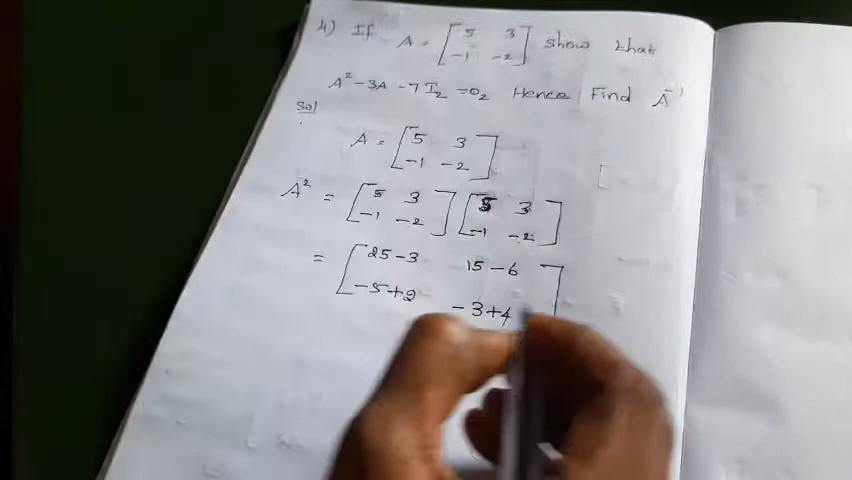 4) If A = [5 3 -1 -2] show that
A² - 3A - 7I₂ = O₂ Hence Find A⁻¹
Sol
A = [5 3 -1 -2]
A² = [5 3 -1 -2] [5 3 -1 -2]
= [25-3 15-6 -5+2 -3+4]